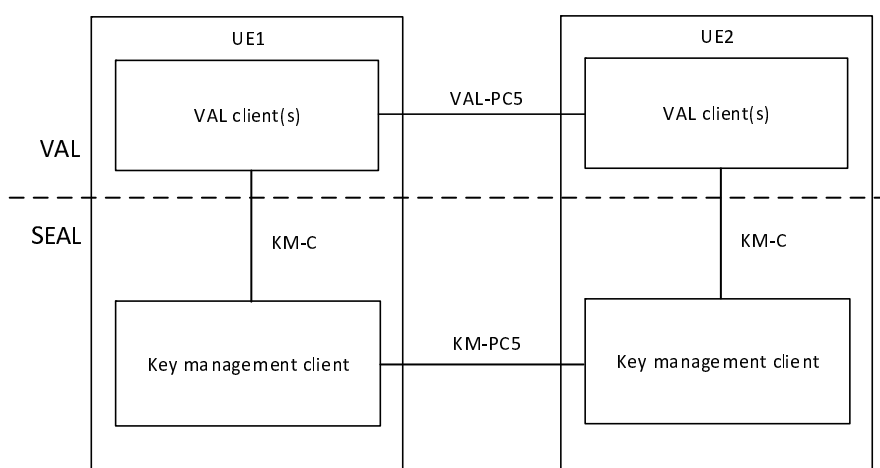 UE1
UE2
VAL client(s)
VAL-PC5
VAL client(s)
VAL
SEAL
KM-C
KM-C
Key management client
KM-PC5
Key management client